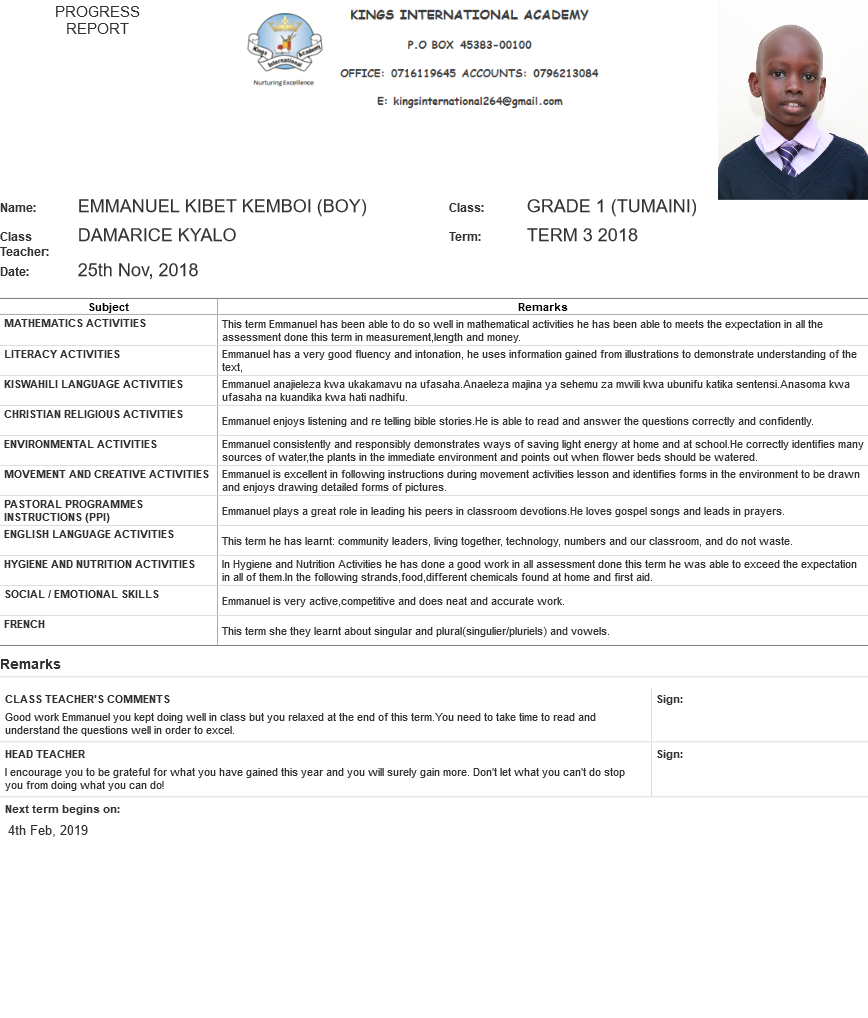 PROGRESS
REPORT
KINGS INTERNATIONAL ACADEMY
P.O BOX 45383-00100
OFFICE: 0716119645 ACCOUNTS: 0796213084
E: kingsinternational264@gmail.com
Kings Academy
International
Nurturing Excellence
Name: EMMANUEL KIBET KEMBOI (BOY) Class: GRADE 1 (TUMAINI)
Class Teacher: DAMARICE KYALO Term: TERM 3 2018
Date: 25th Nov, 2018
Subject Remarks
MATHEMATICS ACTIVITIES
This term Emmanuel has been able to do so well in mathematical activities he has been able to meets the expectation in all the
assessment done this term in measurement,length and money.
LITERACY ACTIVITIES
Emmanuel has a very good fluency and intonation, he uses information gained from illustrations to demonstrate understanding of the
text,
KISWAHILI LANGUAGE ACTIVITIES
Emmanuel anajieleza kwa ukakamavu na ufasaha.Anaeleza majina ya sehemu za mwili kwa ubunifu katika sentensi.Anasoma kwa
ufasaha na kuandika kwa hati nadhifu.
CHRISTIAN RELIGIOUS ACTIVITIES
Emmanuel enjoys listening and re telling bible stories.He is able to read and answer the questions correctly and confidently.
ENVIRONMENTAL ACTIVITIES
Emmanuel consistently and responsibly demonstrates ways of saving light energy at home and at school.He correctly identifies many
sources of water,the plants in the immediate environment and points out when flower beds should be watered.
MOVEMENT AND CREATIVE ACTIVITIES
Emmanuel is excellent in following instructions during movement activities lesson and identifies forms in the environment to be drawn
and enjoys drawing detailed forms of pictures.
PASTORAL PROGRAMMES
INSTRUCTIONS (PPI)
Emmanuel plays a great role in leading his peers in classroom devotions.He loves gospel songs and leads in prayers.
ENGLISH LANGUAGE ACTIVITIES
This term he has learnt: community leaders, living together, technology, numbers and our classroom, and do not waste.
HYGIENE AND NUTRITION ACTIVITIES
In Hygiene and Nutrition Activities he has done a good work in all assessment done this term he was able to exceed the expectation
in all of them.In the following strands,food,different chemicals found at home and first aid.
SOCIAL / EMOTIONAL SKILLS
Emmanuel is very active,competitive and does neat and accurate work.
FRENCH
This term she they learnt about singular and plural(singulier/pluriels) and vowels.
Remarks
CLASS TEACHER'S COMMENTS
Good work Emmanuel you kept doing well in class but you relaxed at the end of this term.You need to take time to read and
understand the questions well in order to excel.
Sign:
HEAD TEACHER
I encourage you to be grateful for what you have gained this year and you will surely gain more. Don't let what you can't do stop
you from doing what you can do!
Sign:
Next term begins on:
4th Feb, 2019